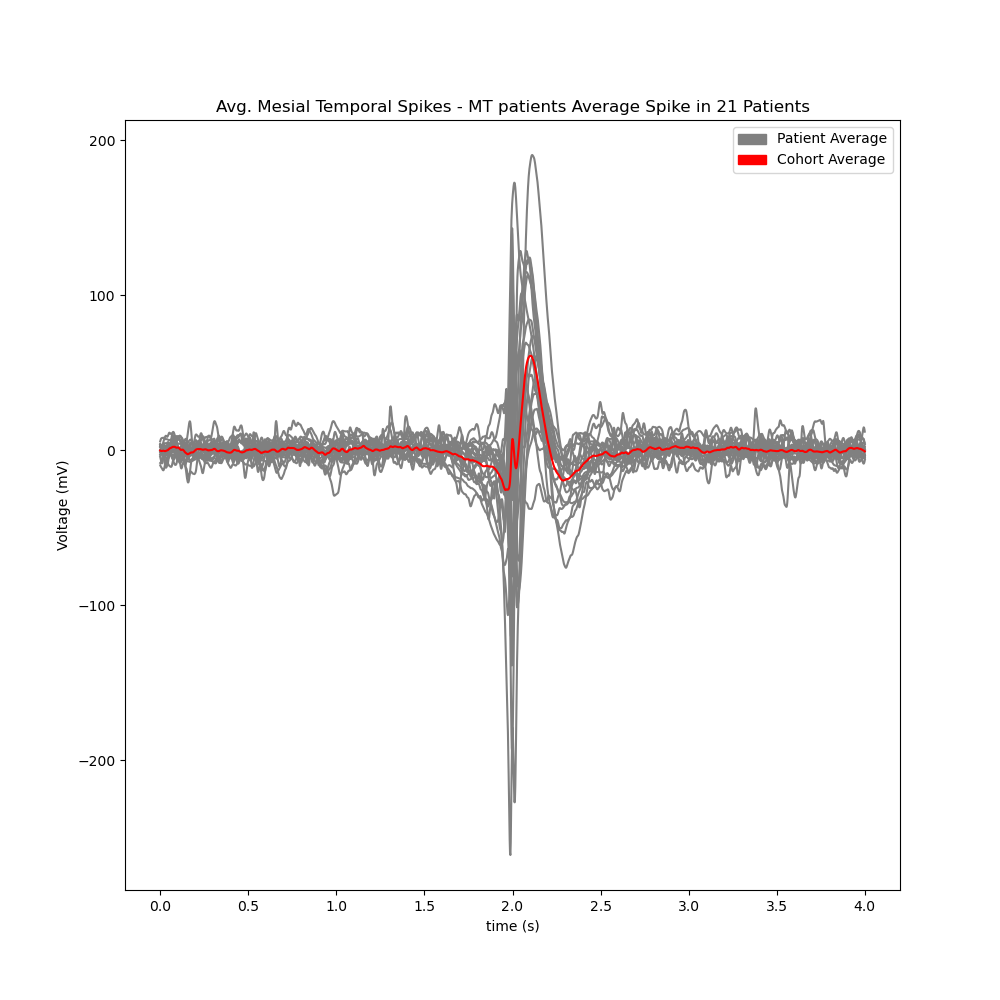 Avg. Mesial Temporal Spikes - MT patients Average Spike in 21 Patients
Patient Average
Cohort Average
Voltage (mV)
200
100
0
−100
−200
0.0 0.5 1.0 1.5 2.0 2.5 3.0 3.5 4.0
time (s)